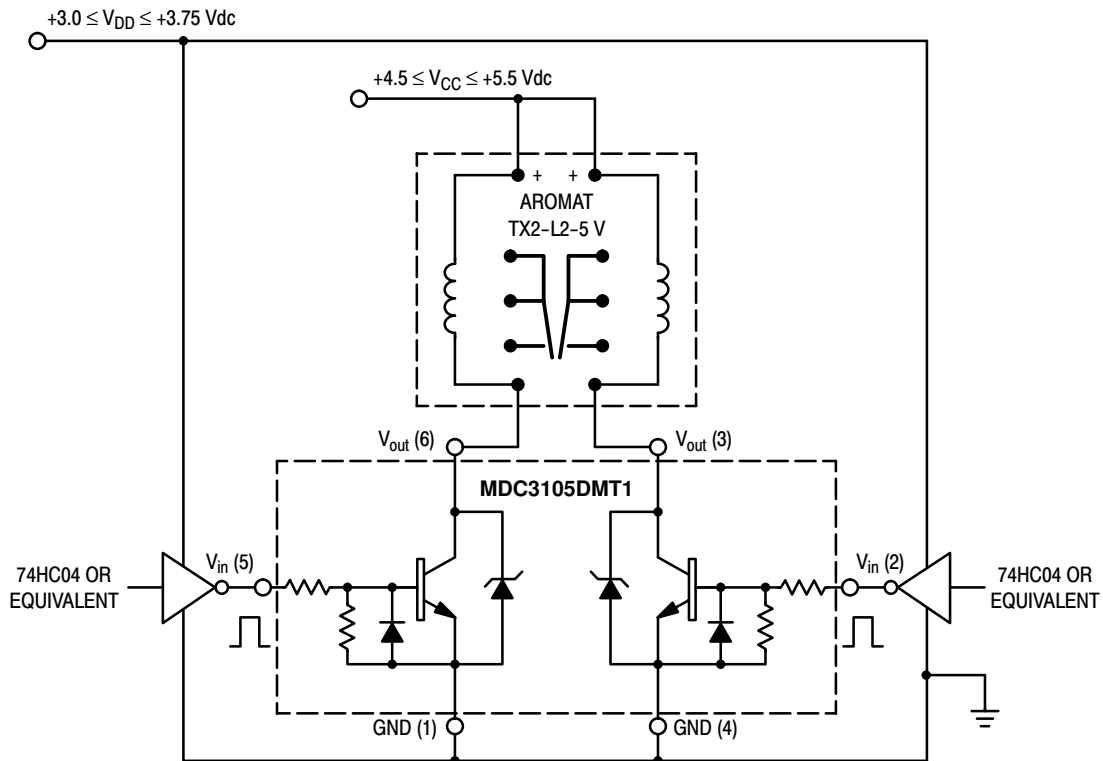 +3.0 ≤ VDD ≤ +3.75 Vdc
+4.5 ≤ VCC ≤ +5.5 Vdc
+ +
AROMAT
TX2–L2–5 V
Vout (6)
Vout (3)
MDC3105DMT1
74HC04 OR
EQUIVALENT
Vin (5)
Vin (2)
74HC04 OR
EQUIVALENT
GND (1)
GND (4)